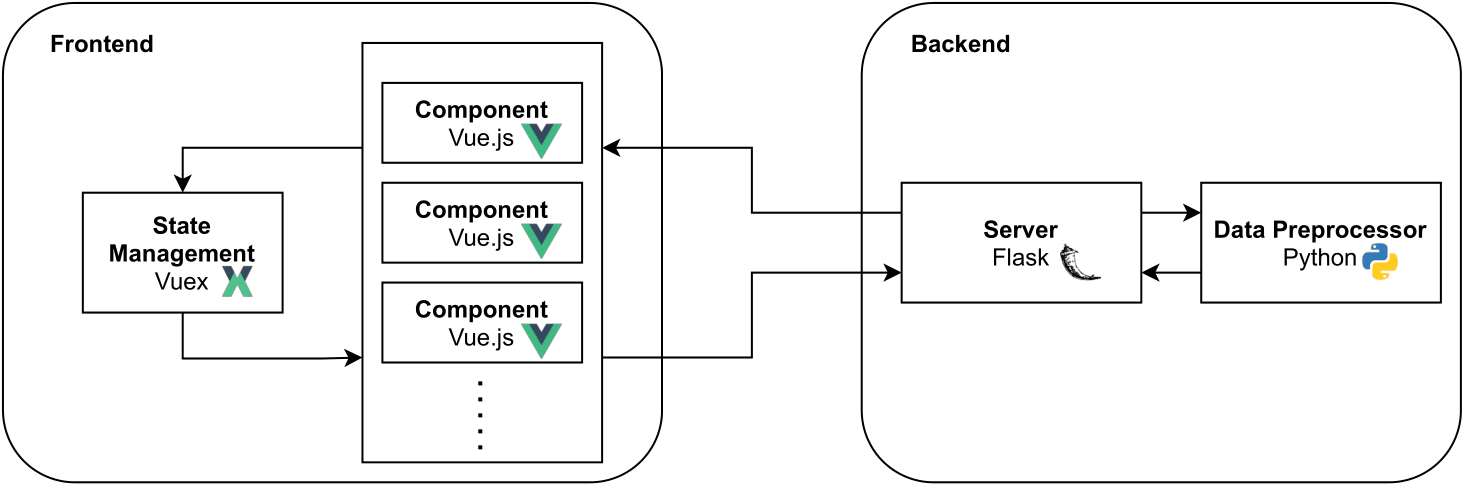 Frontend
Component
Vue.js
Component
Vue.js
Component
Vue.js
State
Management
Vuex
Backend
Server
Flask
Data Preprocessor
Python